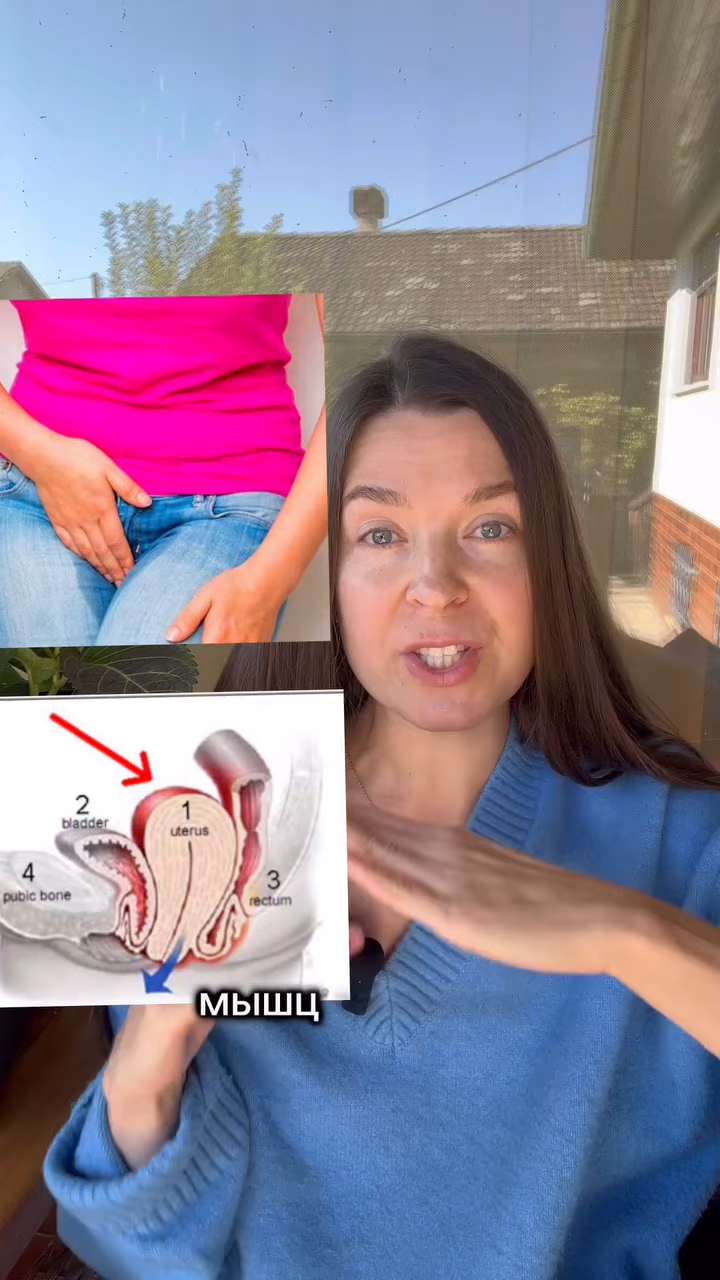 1
uterus
2
bladder
3
rectum
4
pubic bone
мышц